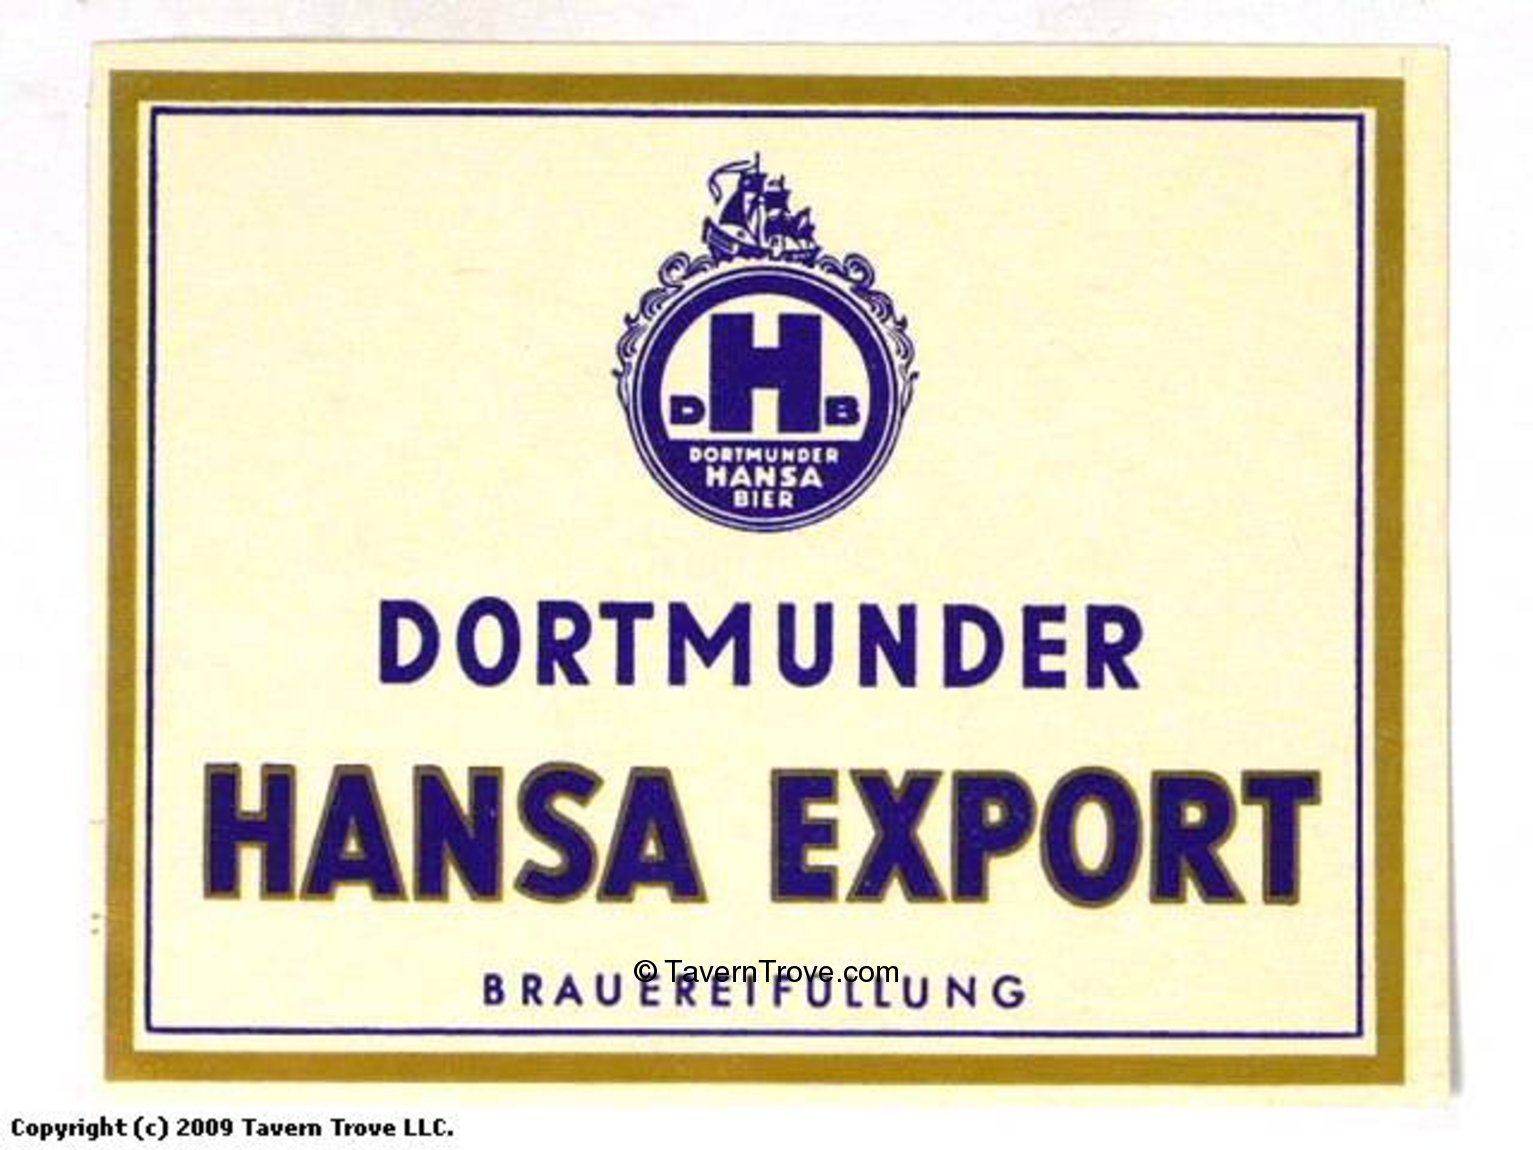 H
D B
DORTMUNDER
HANSA
BIER
DORTMUNDER
HANSA EXPORT
© TavernTrove.com
BRAUEREIFÜLLUNG
Copyright (c) 2009 Tavern Trove LLC.